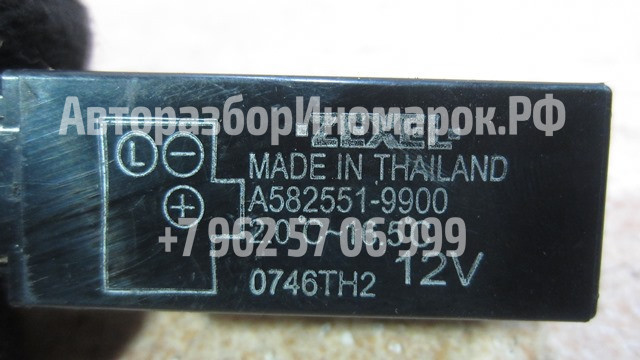 АвторазборИномарок.РФ
ZEXEL
MADE IN THAILAND
A582551-9900
+7 962 57 06 999
0746TH2
12V
L